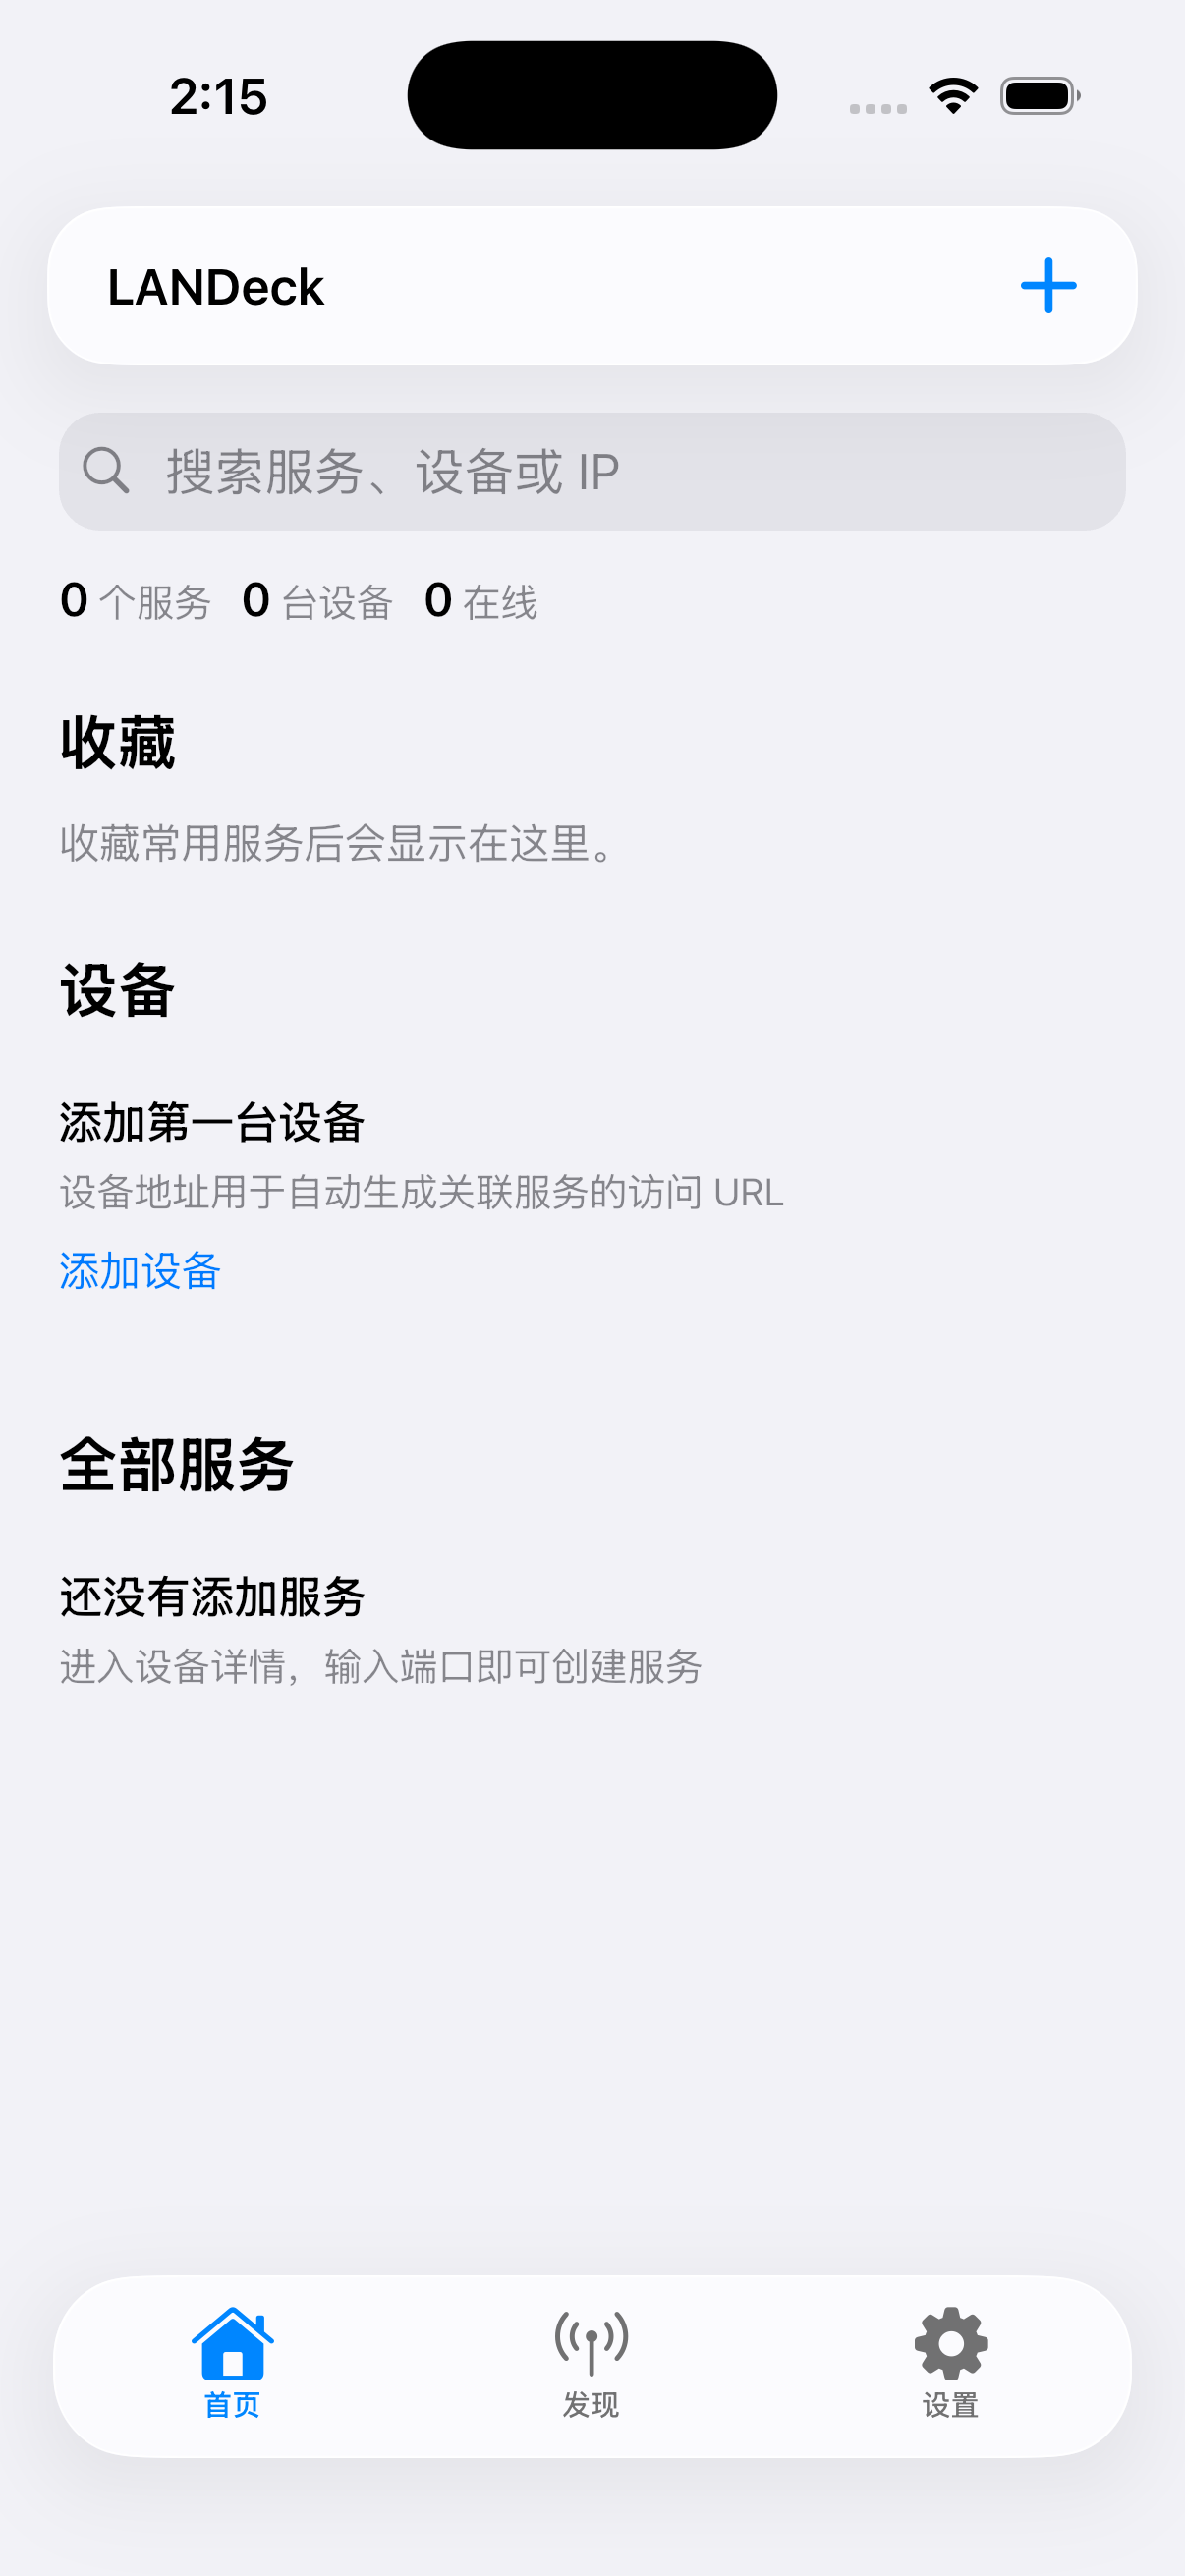 2:15
LANDeck
搜索服务、设备或 IP
0 个服务 0 台设备 0 在线
收藏
收藏常用服务后会显示在这里。
设备
添加第一台设备
设备地址用于自动生成关联服务的访问 URL
添加设备
全部服务
还没有添加服务
进入设备详情，输入端口即可创建服务
首页 发现 设置